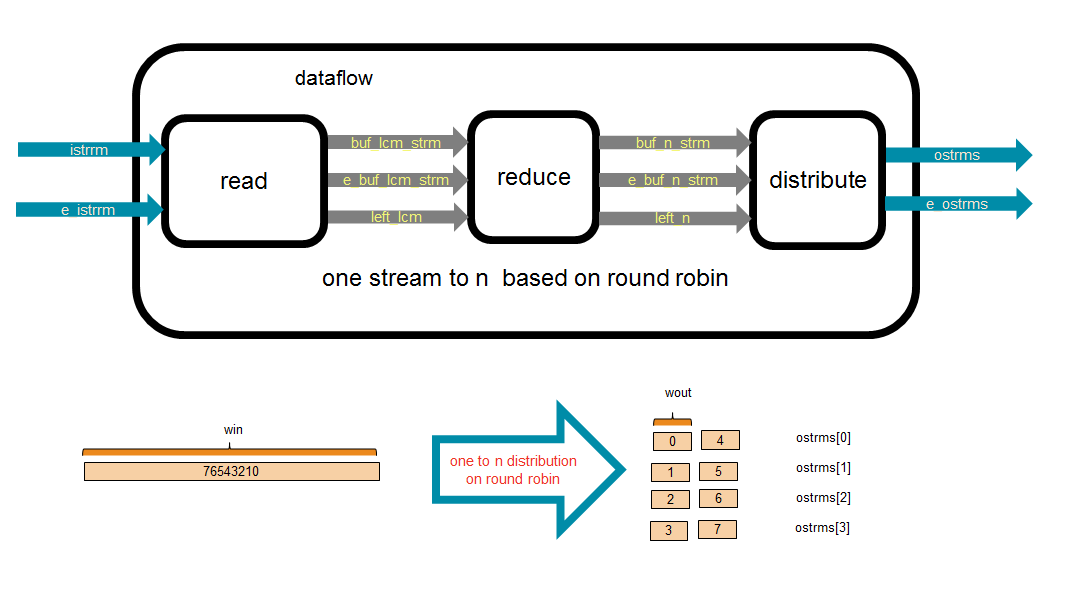 dataflow
istrrm
e_istrrm
read
buf_lcm_strm
e_buf_lcm_strm
left_lcm
reduce
buf_n_strm
e_buf_n_strm
left_n
distribute
ostrms
e_ostrms
one stream to n based on round robin
win
76543210
one to n distribution
on round robin
wout
0 4 ostrms[0]
1 5 ostrms[1]
2 6 ostrms[2]
3 7 ostrms[3]